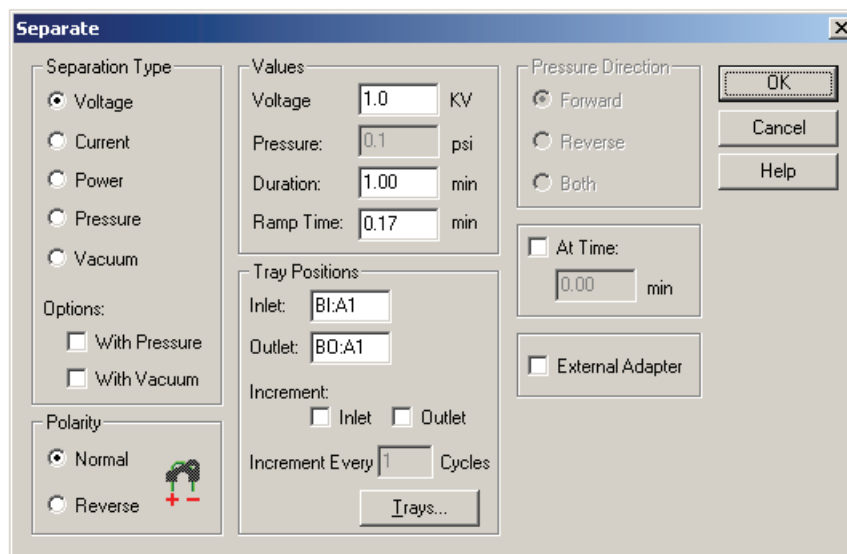 Separate
Separation Type
Voltage
Current
Power
Pressure
Vacuum
Options:
With Pressure
With Vacuum
Polarity
Normal
Reverse
Values
Voltage 1.0 KV
Pressure: 0.1 psi
Duration: 1.00 min
Ramp Time: 0.17 min
Tray Positions
Inlet: BI:A1
Outlet: BO:A1
Increment:
Inlet Outlet
Increment Every 1 Cycles
Trays...
Pressure Direction
Forward
Reverse
Both
At Time:
0.00 min
External Adapter
OK
Cancel
Help